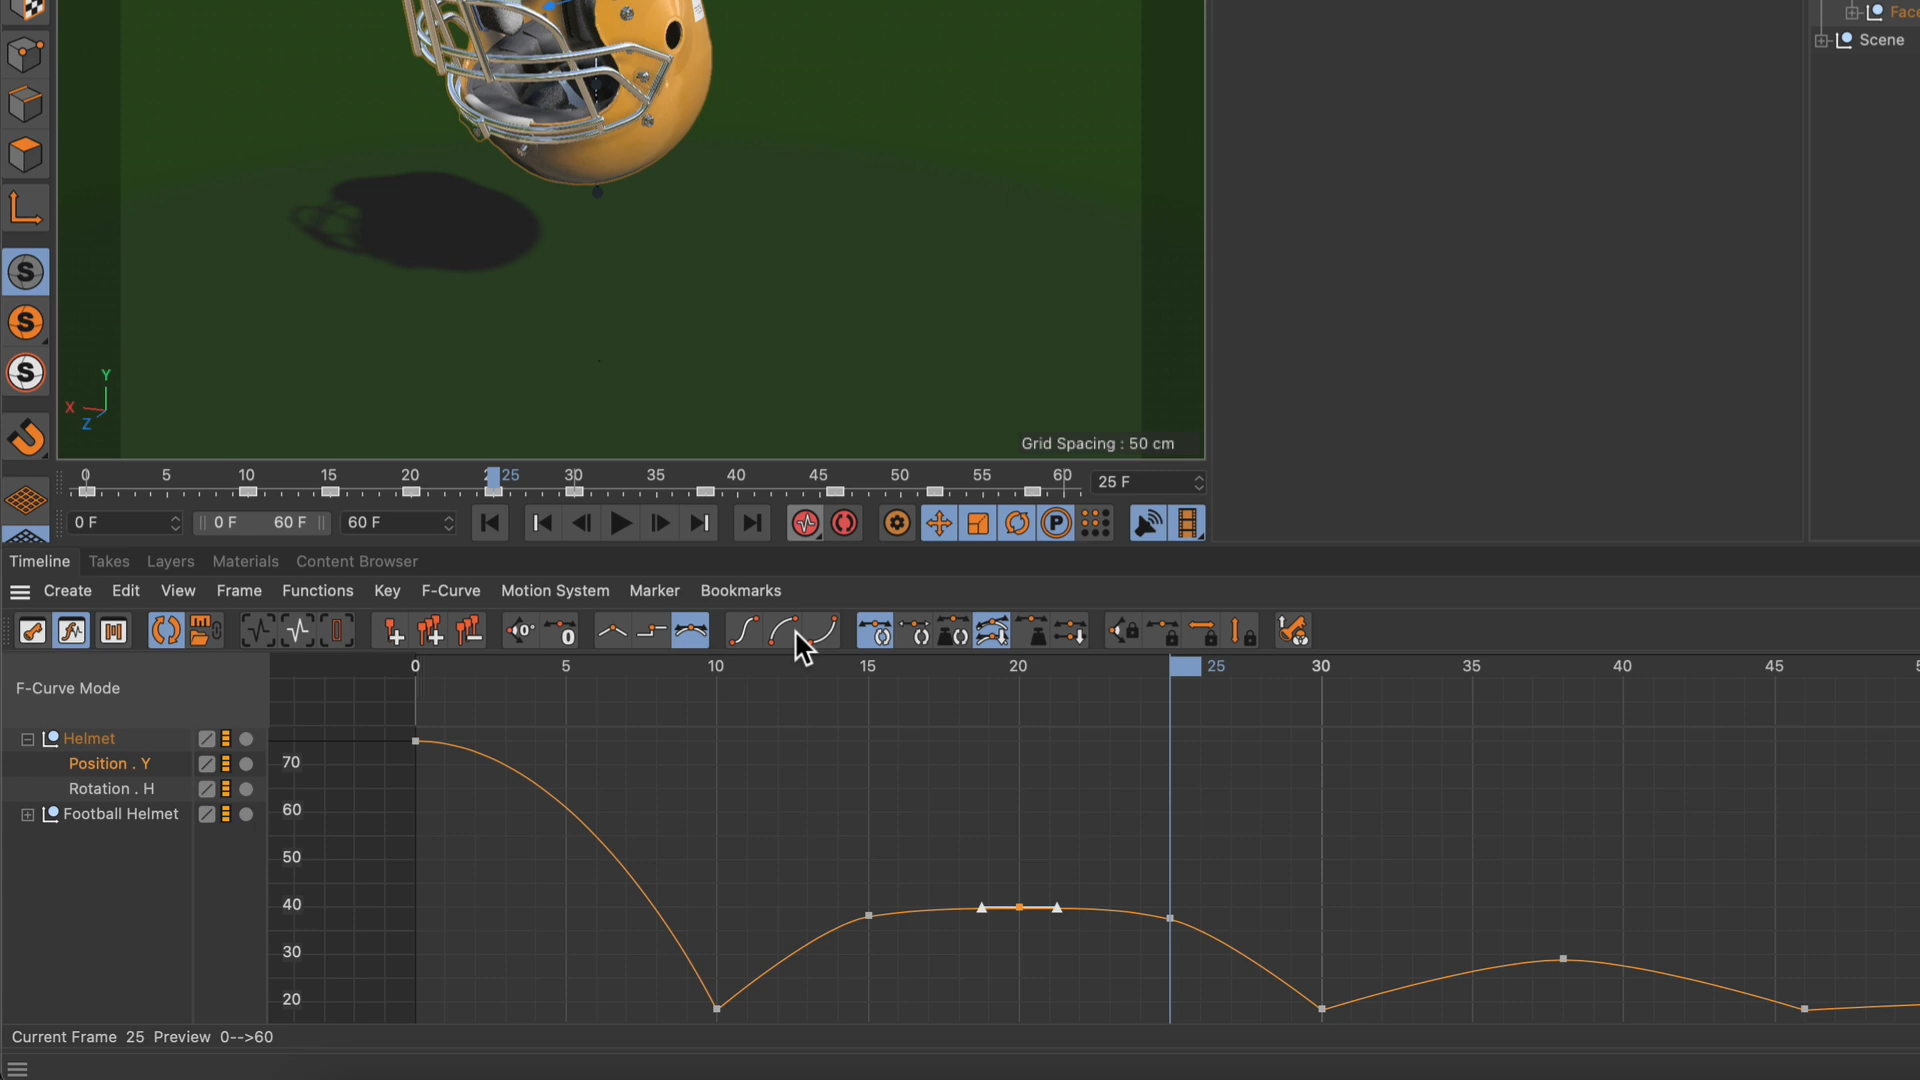 Face
Scene
S
S
S
Y
X
Z
Grid Spacing : 50 cm
0 5 10 15 20 25 30 35 40 45 50 55 60 25 F
0 F 0 F 60 F 60 F P
Timeline Takes Layers Materials Content Browser
Create Edit View Frame Functions Key F-Curve Motion System Marker Bookmarks
0° 0
0 5 10 15 20 25 30 35 40 45
F-Curve Mode
Helmet
Position . Y
Rotation . H
Football Helmet
70
60
50
40
30
20
Current Frame 25 Preview 0-->60